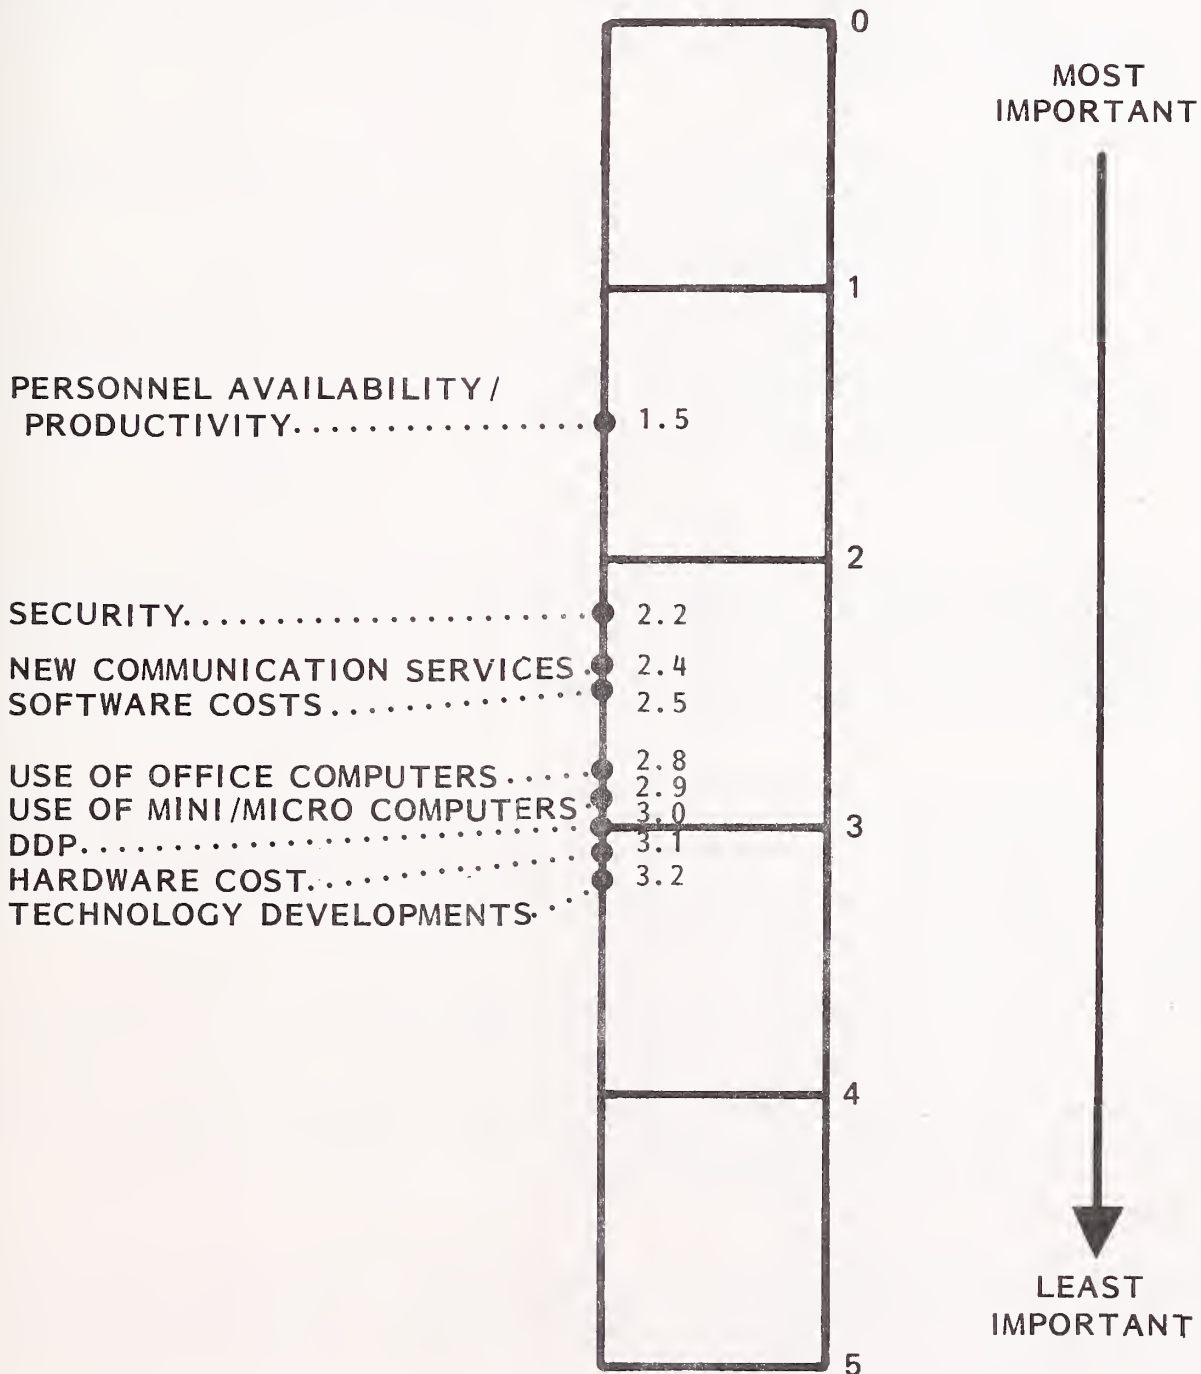 0
MOST
IMPORTANT
1
PERSONNEL AVAILABILITY/
PRODUCTIVITY................ 1.5
2
SECURITY...................... 2.2
NEW COMMUNICATION SERVICES. 2.4
SOFTWARE COSTS.............. 2.5
USE OF OFFICE COMPUTERS..... 2.8
USE OF MINI/MICRO COMPUTERS. 2.9
DDP......................... 3.0
3
HARDWARE COST............... 3.1
TECHNOLOGY DEVELOPMENTS.... 3.2
4
LEAST
IMPORTANT
5